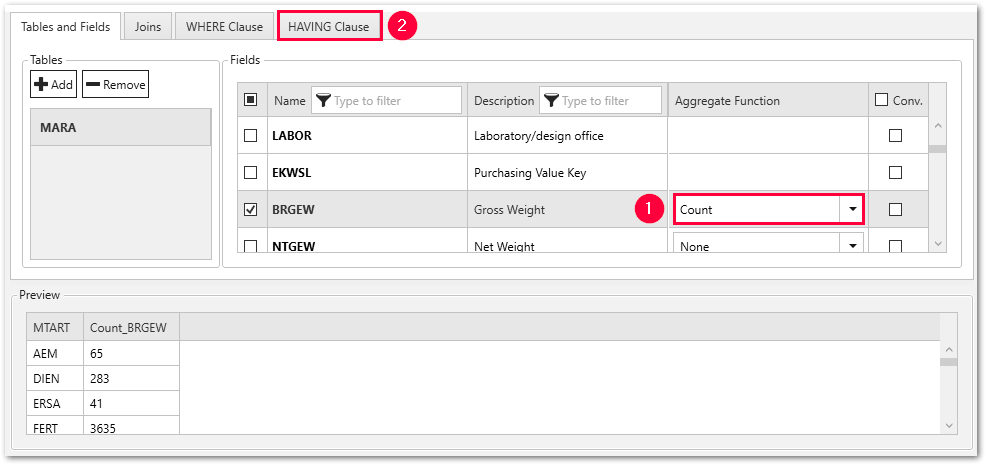 Tables and Fields
Joins
WHERE Clause
HAVING Clause
2
Tables
Add
Remove
MARA
Fields
Name
Type to filter
Description
Type to filter
Aggregate Function
Conv.
LABOR
Laboratory/design office
EKWSL
Purchasing Value Key
BRGEW
Gross Weight
1
Count
NTGEW
Net Weight
None
Preview
MTART
Count_BRGEW
AEM
65
DIEN
283
ERSA
41
FERT
3635